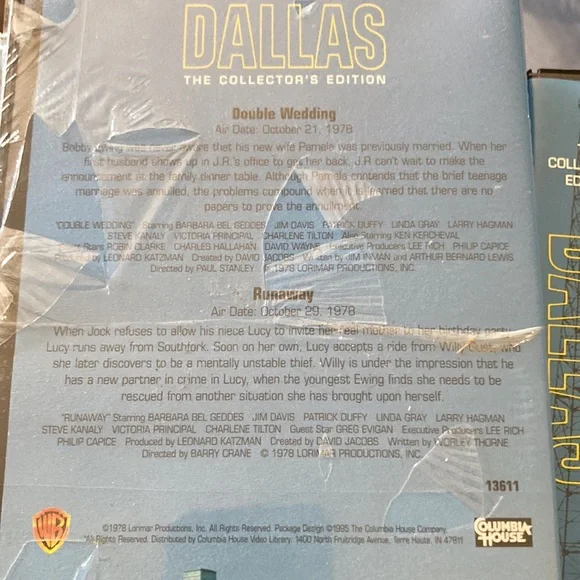 DALLAS
THE COLLECTOR'S EDITION
Double Wedding
Air Date: October 21, 1978
Bobby Ewing was never aware that his new wife Pamela was previously married. When her
first husband shows up in J.R.'s office to get her back, J.R can't wait to make the
announcement at the family dinner table. Although Pamela contends that the brief teenage
marriage was annulled, the problems compound when it is learned that there are no
papers to prove the annullment.
"DOUBLE WEDDING" Starring BARBARA BEL GEDDES JIM DAVIS PATRICK DUFFY LINDA GRAY LARRY HAGMAN
STEVE KANALY VICTORIA PRINCIPAL CHARLENE TILTON Also Starring KEN KERCHEVAL
Guest Stars ROBIN CLARKE CHARLES HALLAHAN DAVID WAYNE Executive Producers LEE RICH PHILIP CAPICE
Produced by LEONARD KATZMAN Created by DAVID JACOBS Written by JIM INMAN and ARTHUR BERNARD LEWIS
Directed by PAUL STANLEY © 1978 LORIMAR PRODUCTIONS, INC.
Runaway
Air Date: October 29, 1978
When Jock refuses to allow his niece Lucy to invite her real mother to her birthday party,
Lucy runs away from Southfork. Soon on her own, Lucy accepts a ride from Willy who
she later discovers to be a mentally unstable thief. Willy is under the impression that he
has a new partner in crime in Lucy, when the youngest Ewing finds she needs to be
rescued from another situation she has brought upon herself.
"RUNAWAY" Starring BARBARA BEL GEDDES JIM DAVIS PATRICK DUFFY LINDA GRAY LARRY HAGMAN
STEVE KANALY VICTORIA PRINCIPAL CHARLENE TILTON Guest Star GREG EVIGAN Executive Producers LEE RICH
PHILIP CAPICE Produced by LEONARD KATZMAN Created by DAVID JACOBS Written by WORLEY THORNE
Directed by BARRY CRANE © 1978 LORIMAR PRODUCTIONS, INC.
13611
WB
©1978 Lorimar Productions, Inc. All Rights Reserved. Package Design ©1995 The Columbia House Company.
All Rights Reserved. Distributed by Columbia House Video Library: 1400 North Fruitridge Avenue, Terre Haute, IN 47811
COLUMBIA
HOUSE
DALLAS